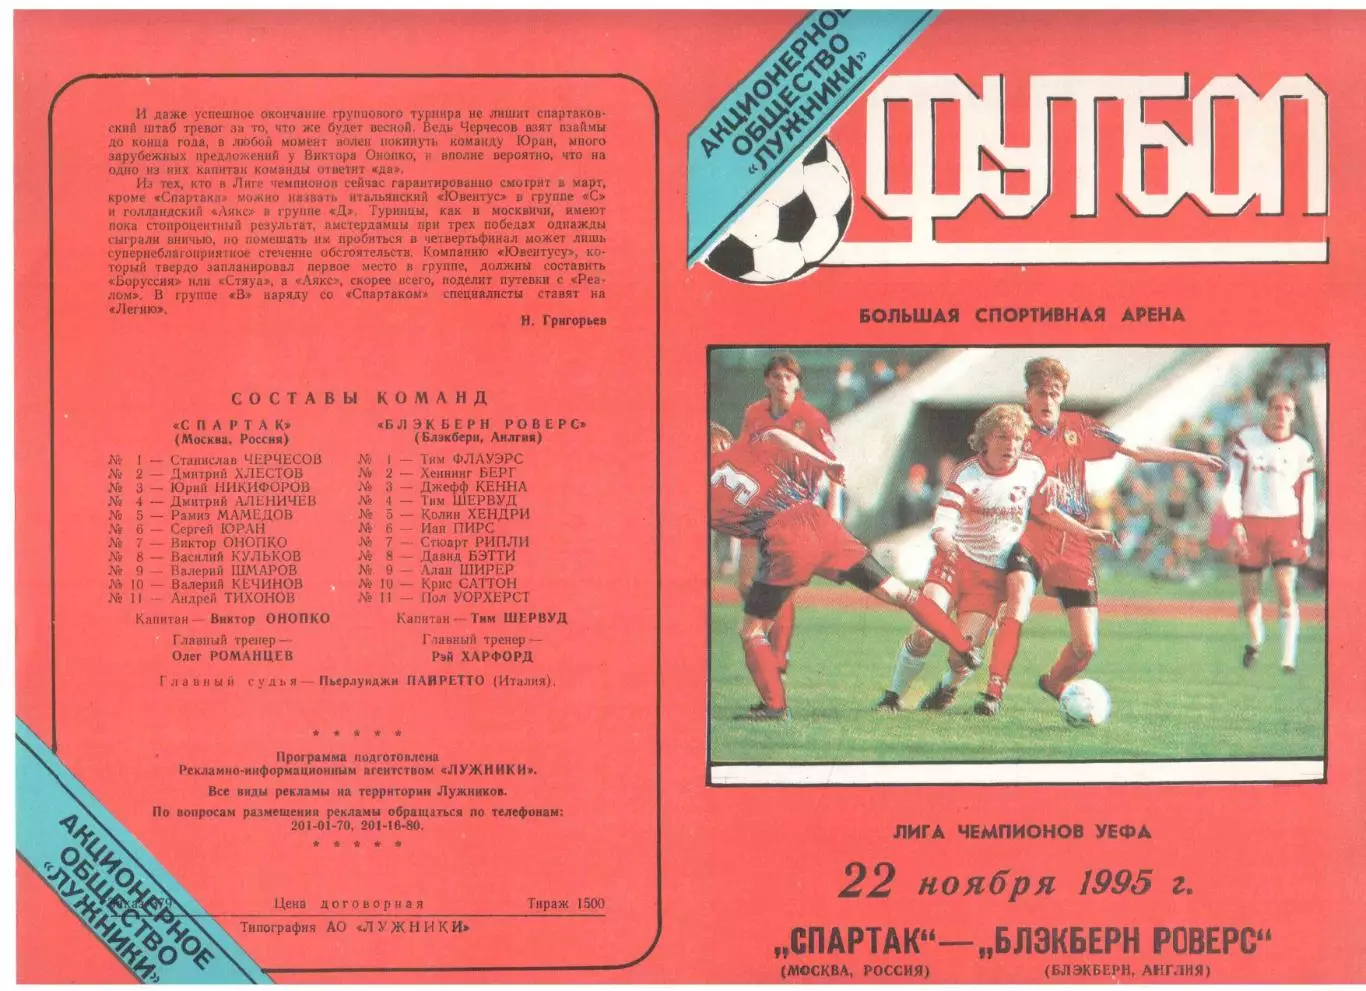 И даже успешное окончание группового турнира не лишит спартаков-
ский штаб тревог за то, что же будет весной. Ведь Черчесов взят взаймы
до конца года, в любой момент волен покинуть команду Юран, много
зарубежных предложений у Виктора Онопко, и вполне вероятно, что на
одно из них капитан команды ответит «да».
Из тех, кто в Лиге чемпионов сейчас гарантированно смотрит в март,
кроме «Спартака» можно назвать итальянский «Ювентус» в группе «С»
и голландский «Аякс» в группе «Д». Туринцы, как и москвичи, имеют
пока стопроцентный результат, амстердамцы при трех победах однажды
сыграли вничью, но помешать им пробиться в четвертьфинал может лишь
супернеблагоприятное стечение обстоятельств. Компанию «Ювентусу», ко-
торый твердо запланировал первое место в группе, должны составить
«Боруссия» или «Стяуа», а «Аякс», скорее всего, поделит путевки с «Реа-
лом». В группе «В» наряду со «Спартаком» специалисты ставят на
«Легию».
Н. Григорьев
СОСТАВЫ КОМАНД
«СПАРТАК»
(Москва, Россия)
№ 1 — Станислав ЧЕРЧЕСОВ
№ 2 — Дмитрий ХЛЕСТОВ
№ 3 — Юрий НИКИФОРОВ
№ 4 — Дмитрий АЛЕНИЧЕВ
№ 5 — Рамиз МАМЕДОВ
№ 6 — Сергей ЮРАН
№ 7 — Виктор ОНОПКО
№ 8 — Василий КУЛЬКОВ
№ 9 — Валерий ШМАРОВ
№ 10 — Валерий КЕЧИНОВ
№ 11 — Андрей ТИХОНОВ
Капитан — Виктор ОНОПКО
Главный тренер —
Олег РОМАНЦЕВ
«БЛЭКБЕРН РОВЕРС»
(Блэкберн, Анлгия)
№ 1 — Тим ФЛАУЭРС
№ 2 — Хеннинг БЕРГ
№ 3 — Джефф КЕННА
№ 4 — Тим ШЕРВУД
№ 5 — Колин ХЕНДРИ
№ 6 — Иан ПИРС
№ 7 — Стюарт РИПЛИ
№ 8 — Давид БЭТТИ
№ 9 — Алан ШИРЕР
№ 10 — Крис САТТОН
№ 11 — Пол УОРХЕРСТ
Капитан — Тим ШЕРВУД
Главный тренер —
Рэй ХАРФОРД
Главный судья — Пьерлуиджи ПАЙРЕТТО (Италия).
* * * * *
Программа подготовлена
Рекламно-информационным агентством «ЛУЖНИКИ».
Все виды рекламы на территории Лужников.
По вопросам размещения рекламы обращаться по телефонам:
201-01-70, 201-16-80.
* * * * *
Цена договорная
Тираж 1500
Типография АО «ЛУЖНИКИ»
АКЦИОНЕРНОЕ
ОБЩЕСТВО
«ЛУЖНИКИ»
АКЦИОНЕРНОЕ
ОБЩЕСТВО
«ЛУЖНИКИ»
ФУТБОЛ
БОЛЬШАЯ СПОРТИВНАЯ АРЕНА
3
ЛИГА ЧЕМПИОНОВ УЕФА
22 ноября 1995 г.
„СПАРТАК“—„БЛЭКБЕРН РОВЕРС“
(МОСКВА, РОССИЯ)
(БЛЭКБЕРН, АНГЛИЯ)